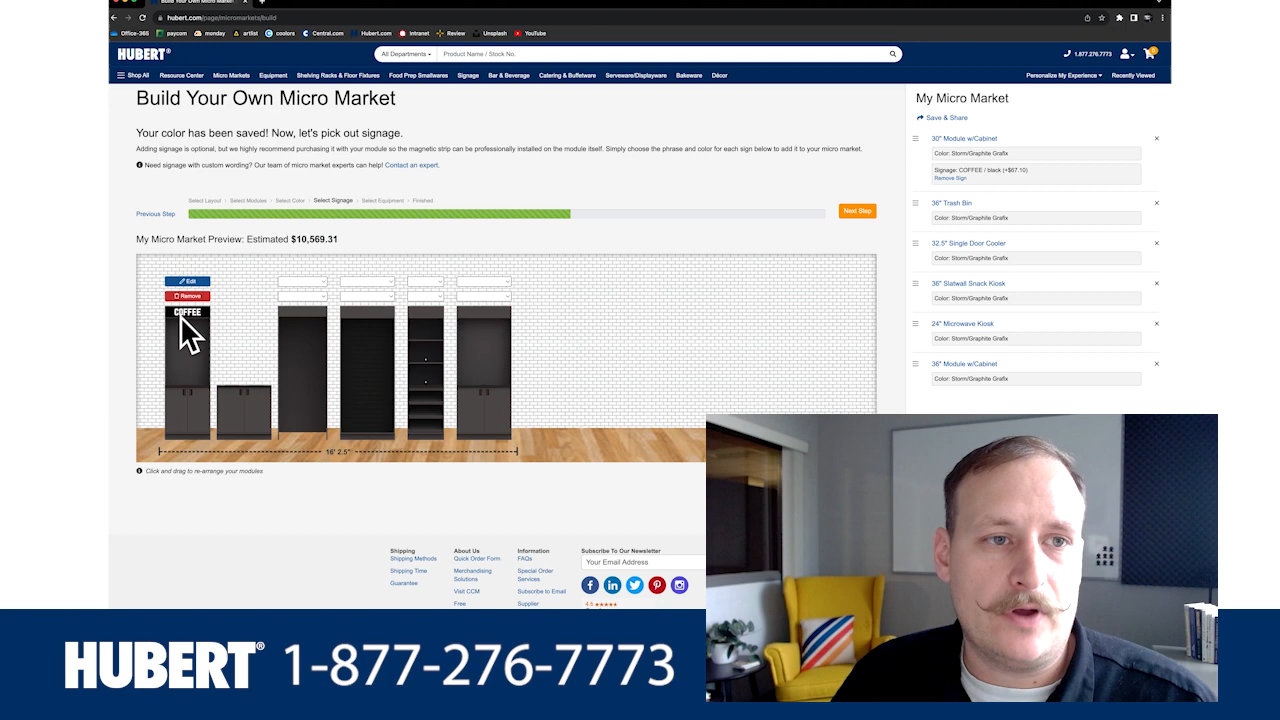 Build Your Own Micro Market
hubert.com/page/micromarkets/build
Office-365 paycom monday artlist coolors Central.com Hubert.com Intranet Review Unsplash YouTube
HUBERT®
All Departments Product Name / Stock No.
1.877.276.7773
0
Shop All Resource Center Micro Markets Equipment Shelving Racks & Floor Fixtures Food Prep Smallwares Signage Bar & Beverage Catering & Buffetware Serveware/Displayware Bakeware Décor Personalize My Experience Recently Viewed
Build Your Own Micro Market
Your color has been saved! Now, let's pick out signage.
Adding signage is optional, but we highly recommend purchasing it with your module so the magnetic strip can be professionally installed on the module itself. Simply choose the phrase and color for each sign below to add it to your micro market.
Need signage with custom wording? Our team of micro market experts can help! Contact an expert.
Select Layout Select Modules Select Color Select Signage Select Equipment Finished
Previous Step
Next Step
My Micro Market Preview: Estimated $10,569.31
Edit
Remove
COFFEE
16' 2.5"
Click and drag to re-arrange your modules
My Micro Market
Save & Share
30" Module w/Cabinet
Color: Storm/Graphite Grafix
Signage: COFFEE / black (+$67.10)
Remove Sign
36" Trash Bin
Color: Storm/Graphite Grafix
32.5" Single Door Cooler
Color: Storm/Graphite Grafix
36" Slatwall Snack Kiosk
Color: Storm/Graphite Grafix
24" Microwave Kiosk
Color: Storm/Graphite Grafix
36" Module w/Cabinet
Color: Storm/Graphite Grafix
Shipping
Shipping Methods
Shipping Time
Guarantee
About Us
Quick Order Form
Merchandising
Solutions
Visit CCM
Free
Information
FAQs
Special Order
Services
Subscribe to Email
Supplier
Subscribe To Our Newsletter
Your Email Address
4.5
HUBERT® 1-877-276-7773